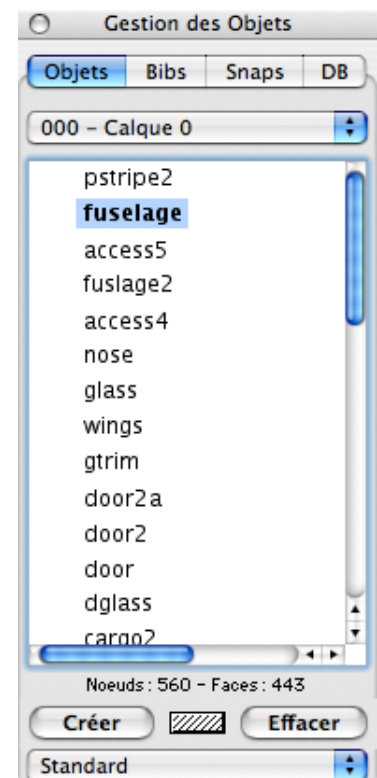 Gestion des Objets
Objets Bibs Snaps DB
000 – Calque 0
pstripe2
fuselage
access5
fuslage2
access4
nose
glass
wings
gtrim
door2a
door2
door
dglass
cargo2
Noeuds : 560 – Faces : 443
Créer Effacer
Standard